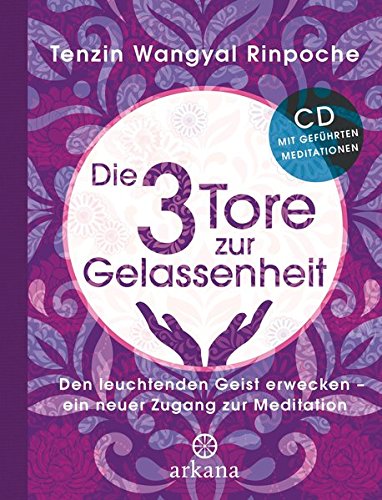 Tenzin Wangyal Rinpoche
CD
MIT GEFÜHRTEN
MEDITATIONEN
Die 3 Tore
zur
Gelassenheit
Den leuchtenden Geist erwecken –
ein neuer Zugang zur Meditation
arkana